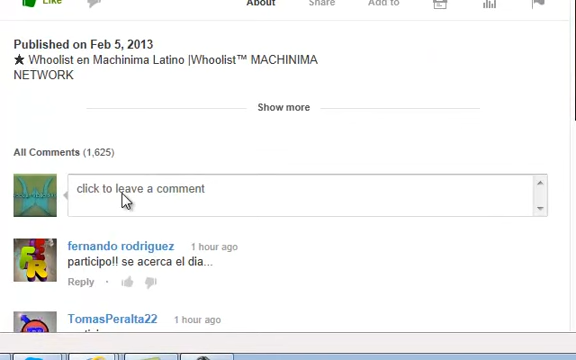 Like About Share Add to
Published on Feb 5, 2013
★ Whoolist en Machinima Latino |Whoolist™ MACHINIMA
NETWORK
Show more
All Comments (1,625)
click to leave a comment
fernando rodriguez 1 hour ago
participo!! se acerca el dia...
Reply ·
TomasPeralta22 1 hour ago